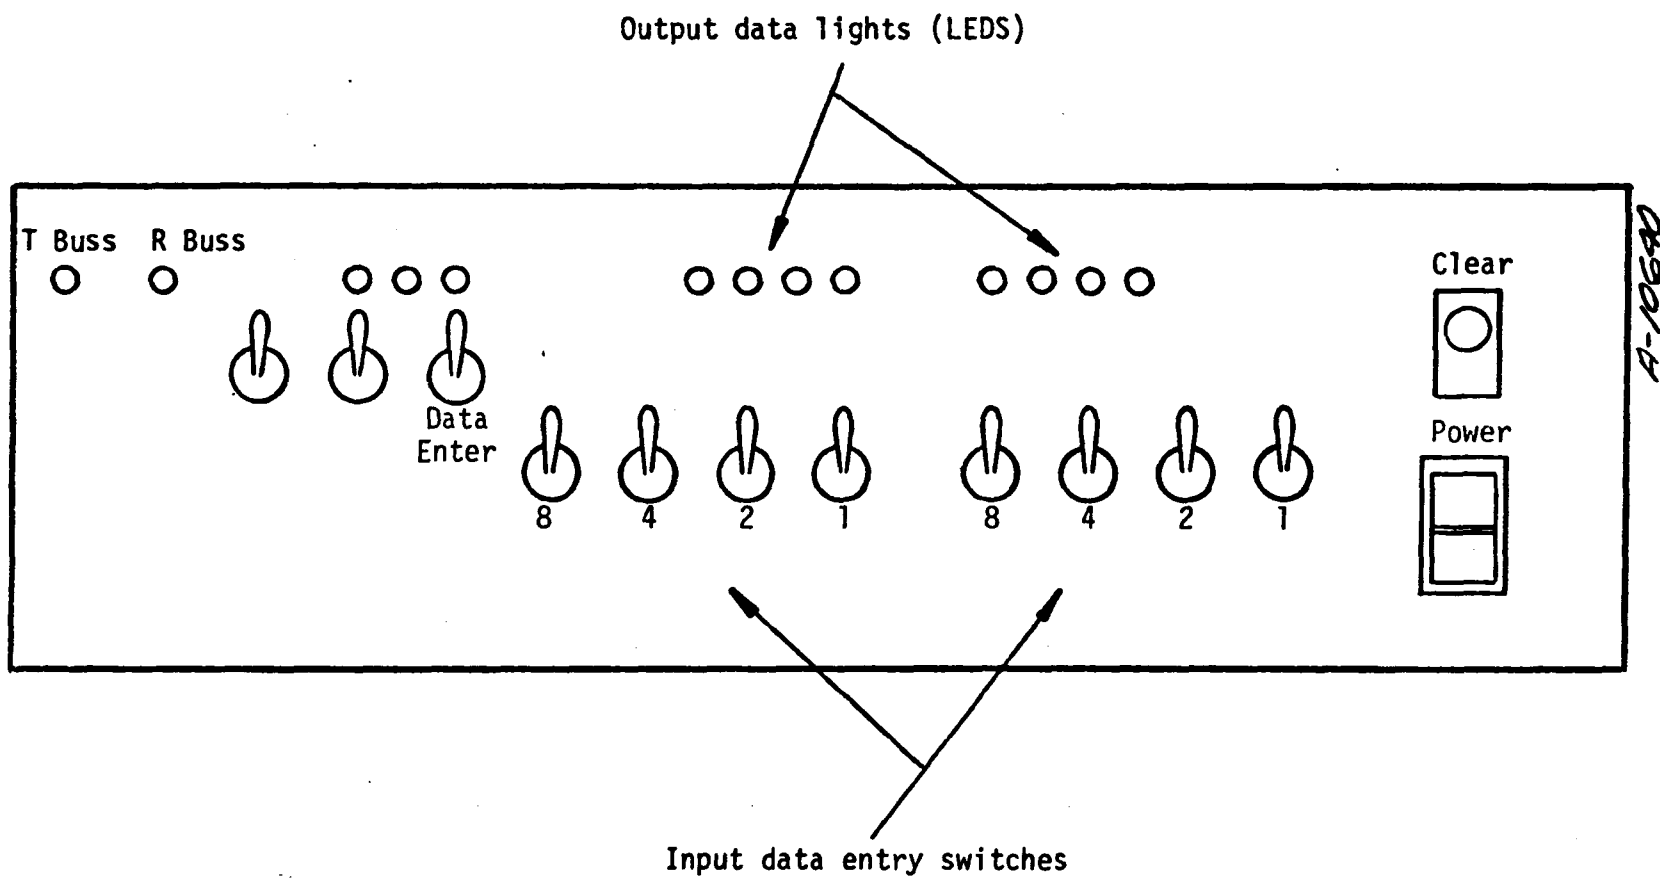 Output data lights (LEDS)
T Buss R Buss
Clear
A-10640
Data
Enter
Power
8 4 2 1 8 4 2 1
Input data entry switches